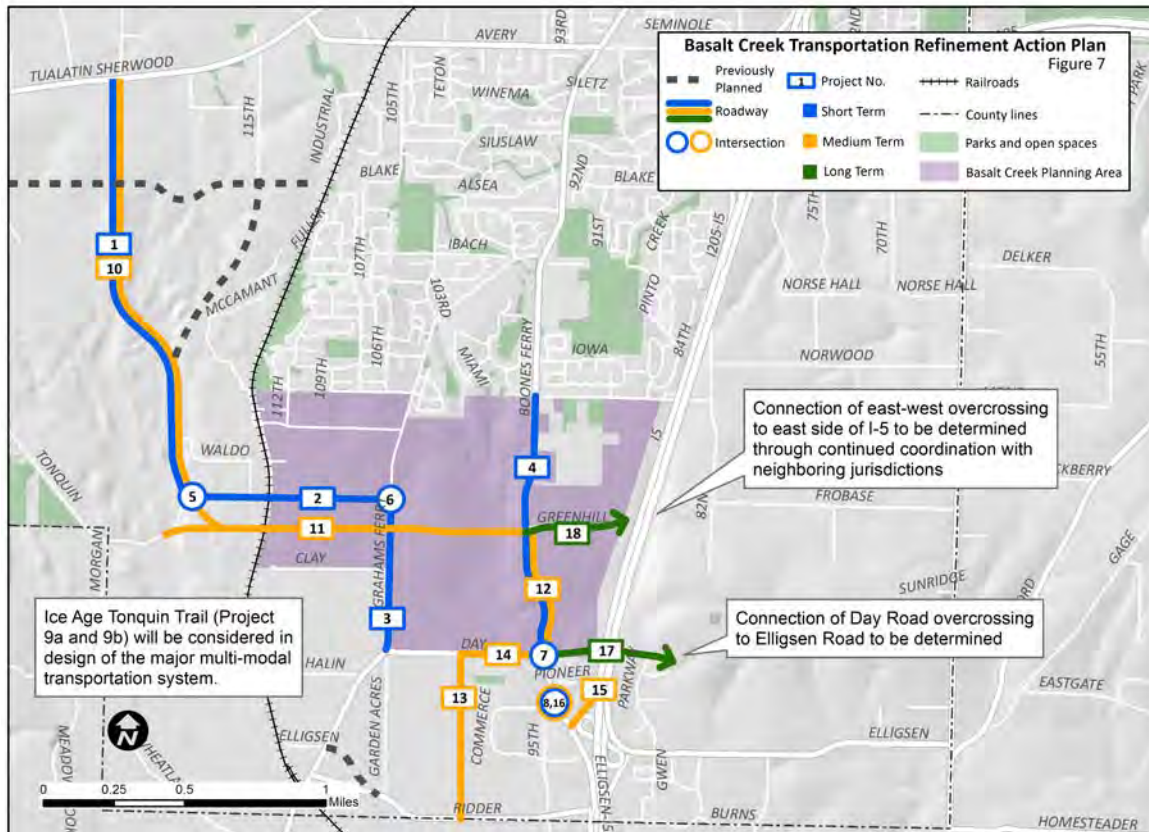 93RD
SEMINOLE
AVERY
TUALATIN SHERWOOD
Basalt Creek Transportation Refinement Action Plan
Figure 7
Previously
Planned
1 Project No.
Railroads
Roadway
Short Term
County lines
Intersection
Medium Term
Parks and open spaces
Long Term
Basalt Creek Planning Area
PARK
115TH
INDUSTRIAL
105TH
TETON
WINEMA
SILETZ
SIUSLAW
92ND
BLAKE
ALSEA
BLAKE
CREEK
75TH
70TH
I205-I5
91ST
107TH
IBACH
1
10
MCCAMANT
103RD
PINTO
DELKER
NORSE HALL
NORSE HALL
84TH
106TH
MIAMI
IOWA
NORWOOD
55TH
109TH
112TH
BOONES FERRY
I5
Connection of east-west overcrossing
to east side of I-5 to be determined
through continued coordination with
neighboring jurisdictions
WALDO
TONQUIN
4
5
2
6
FROBASE
GREENHILL
11
18
GAGE
MORGAN
CLAY
GRAHAMS FERRY
SUNRIDGE
12
3
Ice Age Tonquin Trail (Project
9a and 9b) will be considered in
design of the major multi-modal
transportation system.
Connection of Day Road overcrossing
to Elligsen Road to be determined
DAY
14
7
17
HALIN
PIONEER
PARKWAY
13
8,16
15
EASTGATE
N
ELLIGSEN
GARDEN ACRES
COMMERCE
95TH
ELLIGSEN-I5
GWEN
ELLIGSEN
0 0.25 0.5 1
Miles
RIDDER
BURNS
HOMESTEADER